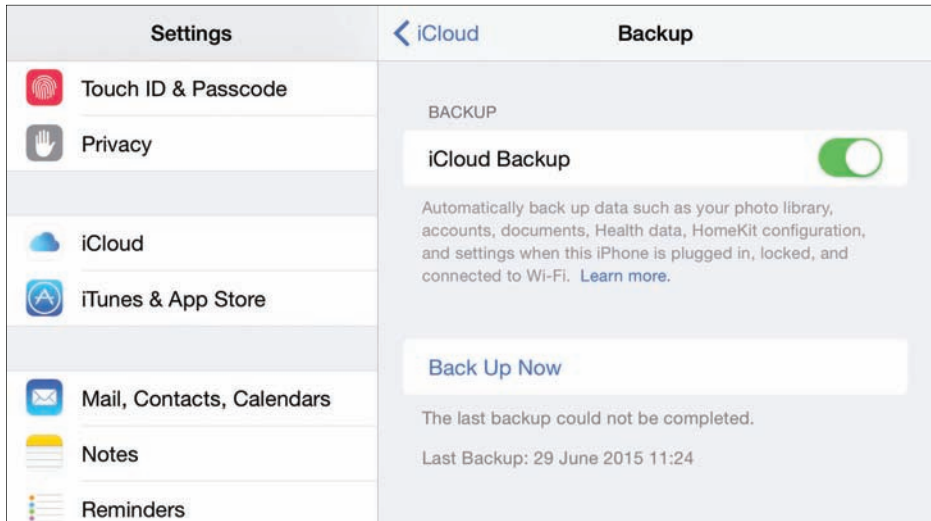 Settings
Touch ID & Passcode
Privacy
iCloud
iTunes & App Store
Mail, Contacts, Calendars
Notes
Reminders
iCloud
Backup
BACKUP
iCloud Backup
Automatically back up data such as your photo library,
accounts, documents, Health data, HomeKit configuration,
and settings when this iPhone is plugged in, locked, and
connected to Wi-Fi. Learn more.
Back Up Now
The last backup could not be completed.
Last Backup: 29 June 2015 11:24